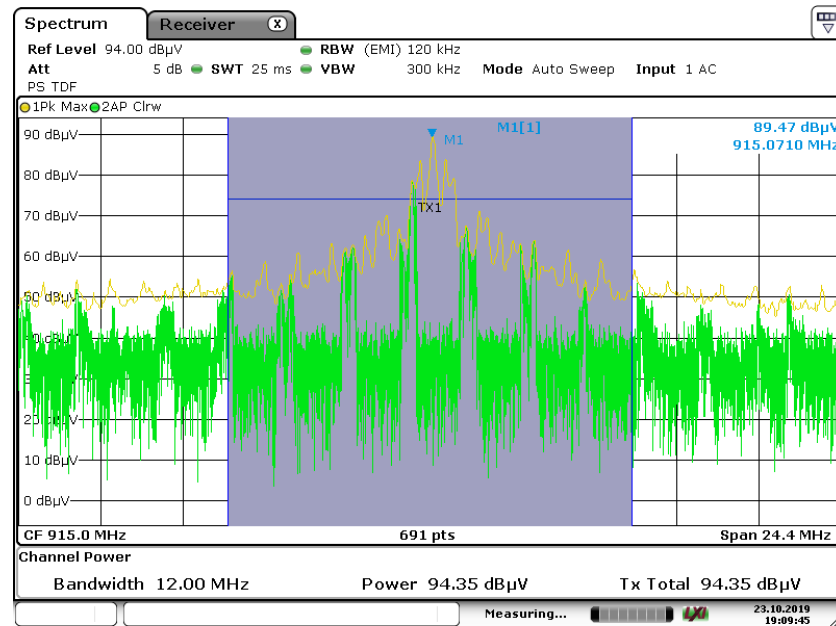 Spectrum Receiver X
Ref Level 94.00 dBµV RBW (EMI) 120 kHz
Att 5 dB SWT 25 ms VBW 300 kHz Mode Auto Sweep Input 1 AC
PS TDF
1Pk Max 2AP Clrw
M1[1] 89.47 dBµV
915.0710 MHz
90 dBµV
M1
80 dBµV
70 dBµV
TX1
60 dBµV
50 dBµV
10 dBµV
0 dBµV
CF 915.0 MHz 691 pts Span 24.4 MHz
Channel Power
Bandwidth 12.00 MHz Power 94.35 dBµV Tx Total 94.35 dBµV
Measuring... LXI 23.10.2019
19:09:45